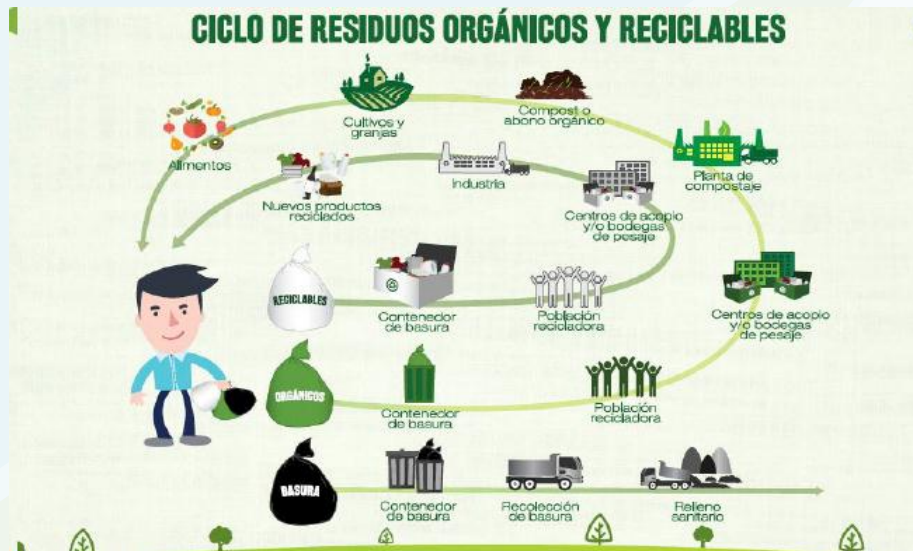 CICLO DE RESIDUOS ORGÁNICOS Y RECICLABLES
Alimentos
Cultivos y
granjas
Compost o
abono orgánico
Planta de
compostaje
Nuevos productos
reciclados
Industria
Centros de acopio
y/o bodegas
de pesaje
RECICLABLES
Contenedor
de basura
Población
recicladora
Centros de acopio
y/o bodegas
de pesaje
ORGÁNICOS
Contenedor
de basura
Población
recicladora
BASURA
Contenedor
de basura
Recolección
de basura
Relleno
sanitario